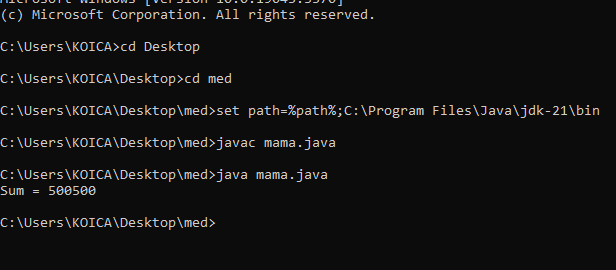 (c) Microsoft Corporation. All rights reserved.
C:\Users\KOICA>cd Desktop
C:\Users\KOICA\Desktop>cd med
C:\Users\KOICA\Desktop\med>set path=%path%;C:\Program Files\Java\jdk-21\bin
C:\Users\KOICA\Desktop\med>javac mama.java
C:\Users\KOICA\Desktop\med>java mama.java
Sum = 500500
C:\Users\KOICA\Desktop\med>